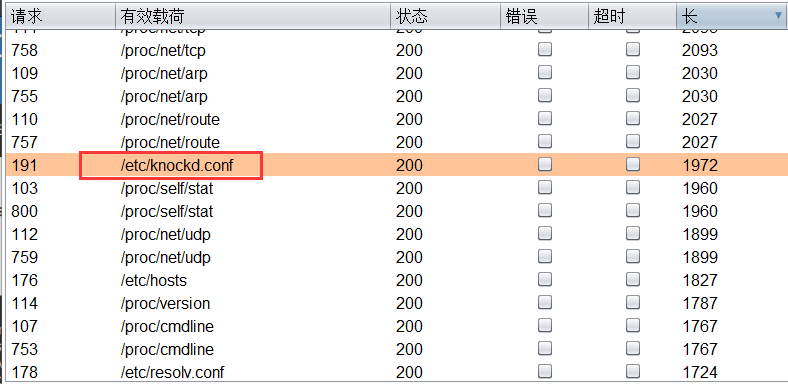 请求 有效载荷 状态 错误 超时 长
758 /proc/net/tcp 200 2093
109 /proc/net/arp 200 2030
755 /proc/net/arp 200 2030
110 /proc/net/route 200 2027
757 /proc/net/route 200 2027
191 /etc/knockd.conf 200 1972
103 /proc/self/stat 200 1960
800 /proc/self/stat 200 1960
112 /proc/net/udp 200 1899
759 /proc/net/udp 200 1899
176 /etc/hosts 200 1827
114 /proc/version 200 1787
107 /proc/cmdline 200 1767
753 /proc/cmdline 200 1767
178 /etc/resolv.conf 200 1724